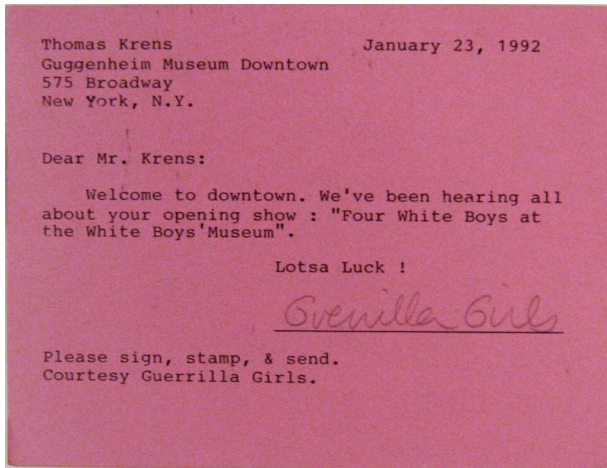 Thomas Krens January 23, 1992
Guggenheim Museum Downtown
575 Broadway
New York, N.Y.
Dear Mr. Krens:
Welcome to downtown. We've been hearing all
about your opening show : "Four White Boys at
the White Boys'Museum".
Lotsa Luck !
Guerrilla Girls
Please sign, stamp, & send.
Courtesy Guerrilla Girls.